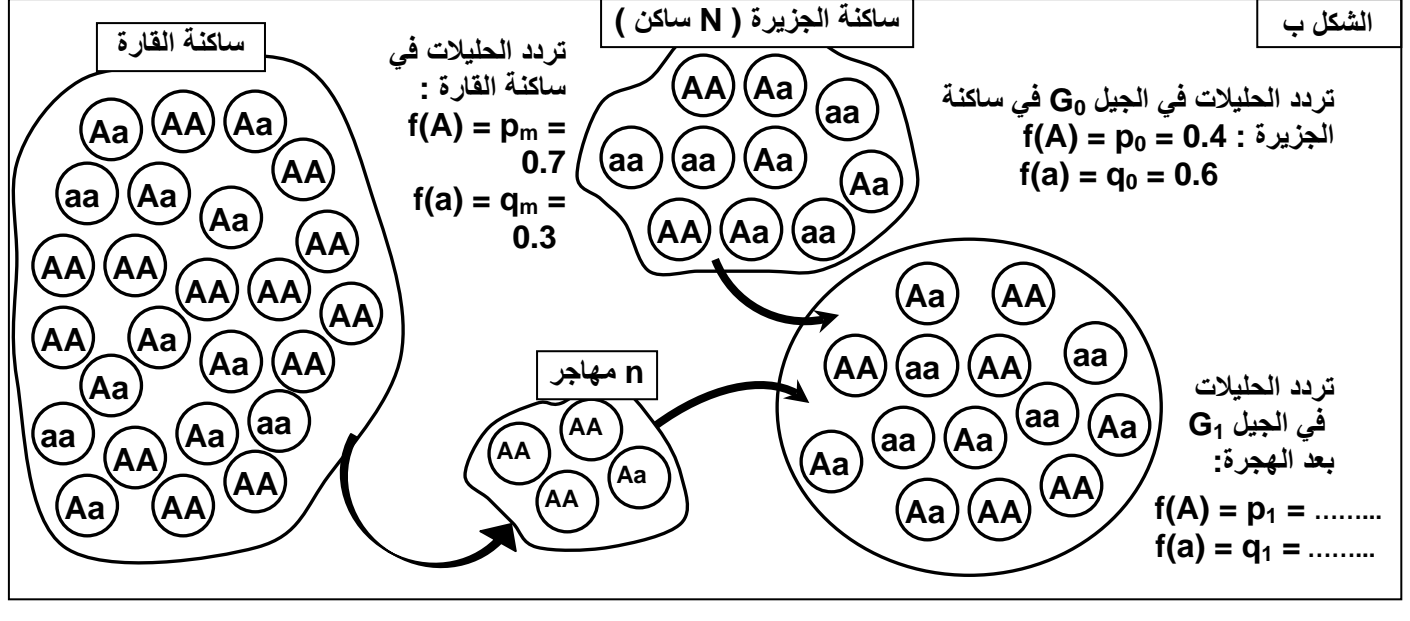 الشكل ب
ساكنة الجزيرة ( N ساكن )
ساكنة القارة
تردد الحليلات في
ساكنة القارة :
f(A) = pm =
0.7
f(a) = qm =
0.3
تردد الحليلات في الجيل G0 في ساكنة
الجزيرة : f(A) = p0 = 0.4
f(a) = q0 = 0.6
Aa AA Aa
AA
aa Aa
Aa
AA
AA AA
AA AA
AA
AA Aa
Aa AA
Aa
aa Aa aa
AA
AA
Aa AA
AA Aa
aa
aa aa Aa
Aa
AA Aa aa
n مهاجر
AA
AA
Aa
AA
Aa AA
aa
AA aa AA
aa
Aa
aa Aa
Aa
AA
Aa AA
تردد الحليلات
في الجيل G1
بعد الهجرة:
f(A) = p1 = .........
f(a) = q1 = .........